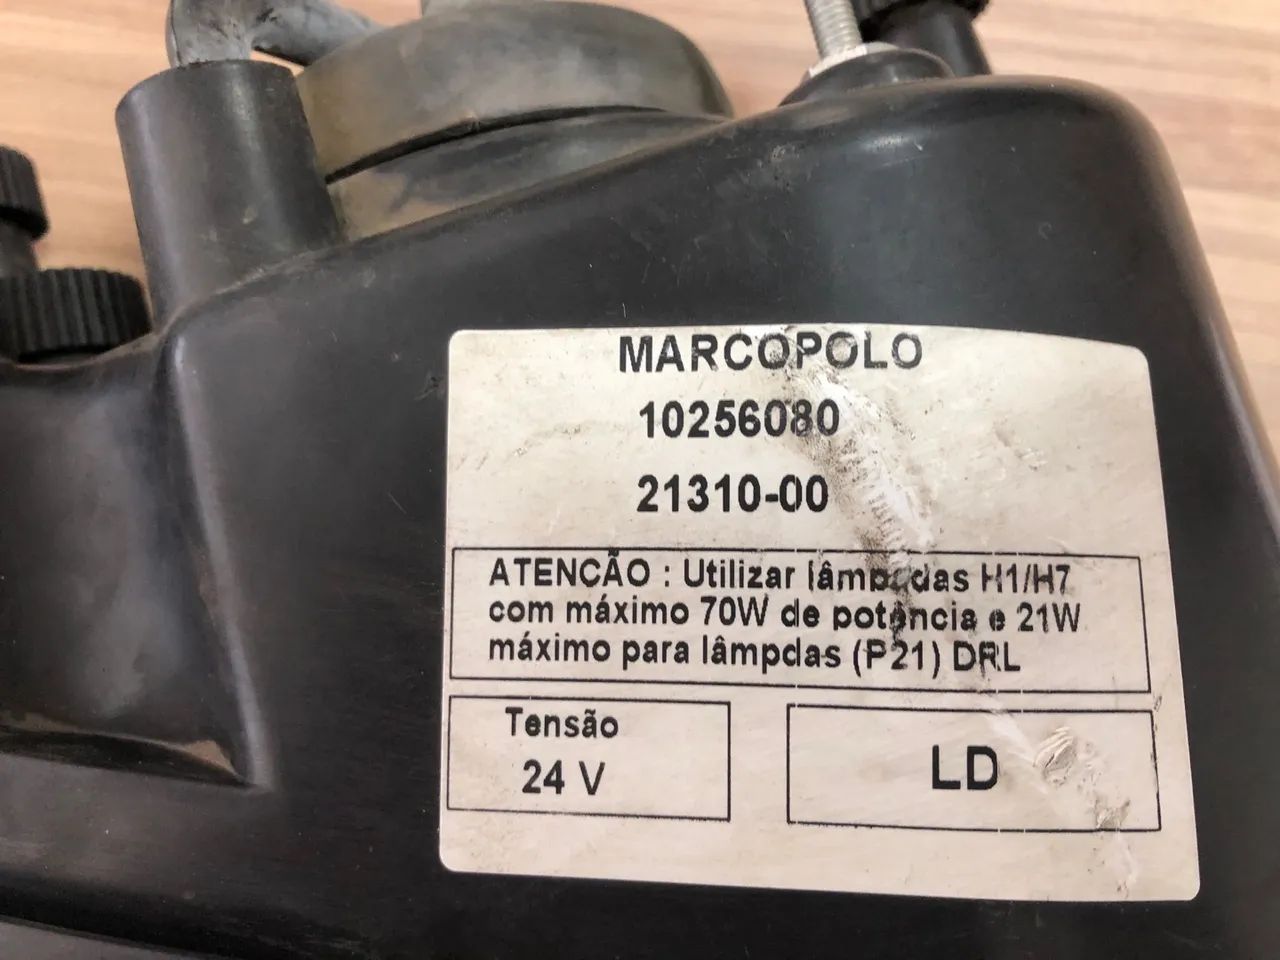 MARCOPOLO
10256080
21310-00
ATENCÃO : Utilizar lâmpadas H1/H7
com máximo 70W de potência e 21W
máximo para lâmpdas (P21) DRL
Tensão
24 V
LD